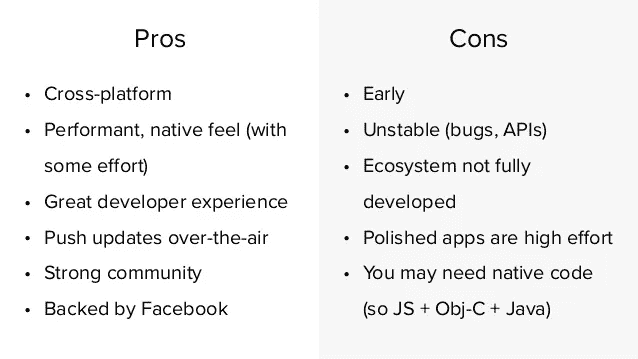 Pros
• Cross-platform
• Performant, native feel (with
some effort)
• Great developer experience
• Push updates over-the-air
• Strong community
• Backed by Facebook
Cons
• Early
• Unstable (bugs, APIs)
• Ecosystem not fully
developed
• Polished apps are high effort
• You may need native code
(so JS + Obj-C + Java)